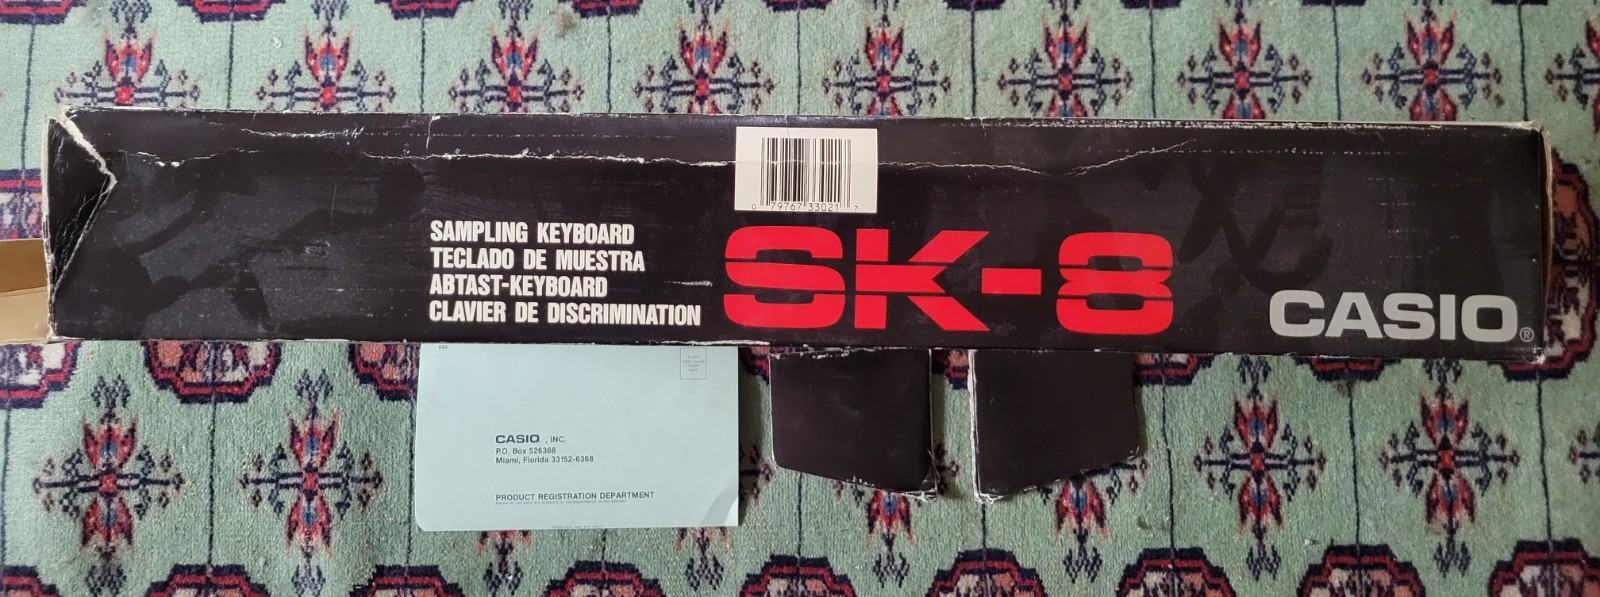 0 79767 33021 7
SAMPLING KEYBOARD
TECLADO DE MUESTRA
ABTAST-KEYBOARD
CLAVIER DE DISCRIMINATION
SK-8
CASIO®
CASIO, INC.
P.O. Box 526368
Miami, Florida 33152-6368
PRODUCT REGISTRATION DEPARTMENT